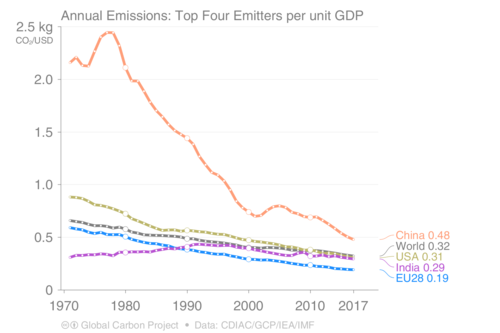 Annual Emissions: Top Four Emitters per unit GDP
2.5 kg
CO₂/USD
2.0
1.5
1.0
0.5
0
China 0.48
World 0.32
USA 0.31
India 0.29
EU28 0.19
1970 1980 1990 2000 2010 2017
Global Carbon Project • Data: CDIAC/GCP/IEA/IMF